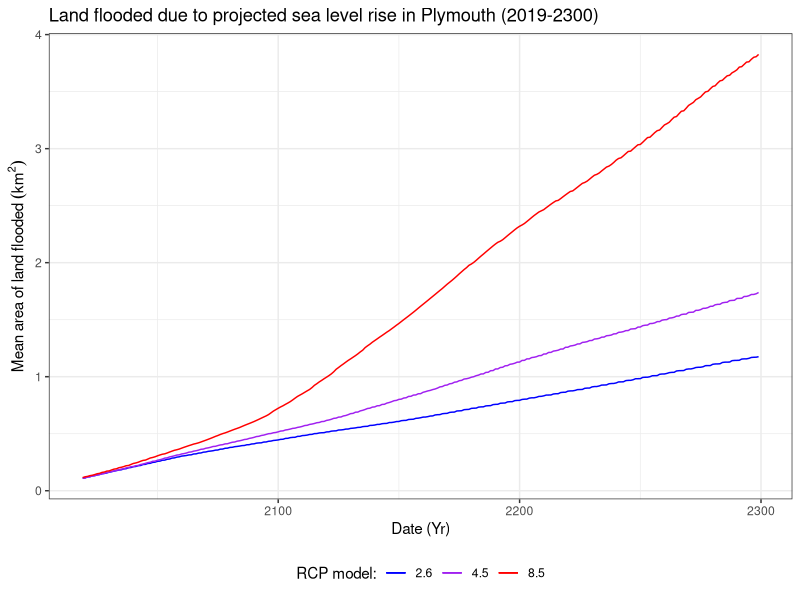 Land flooded due to projected sea level rise in Plymouth (2019-2300)
Mean area of land flooded (km²)
4
3
2
1
0
2100 2200 2300
Date (Yr)
RCP model: 2.6 4.5 8.5